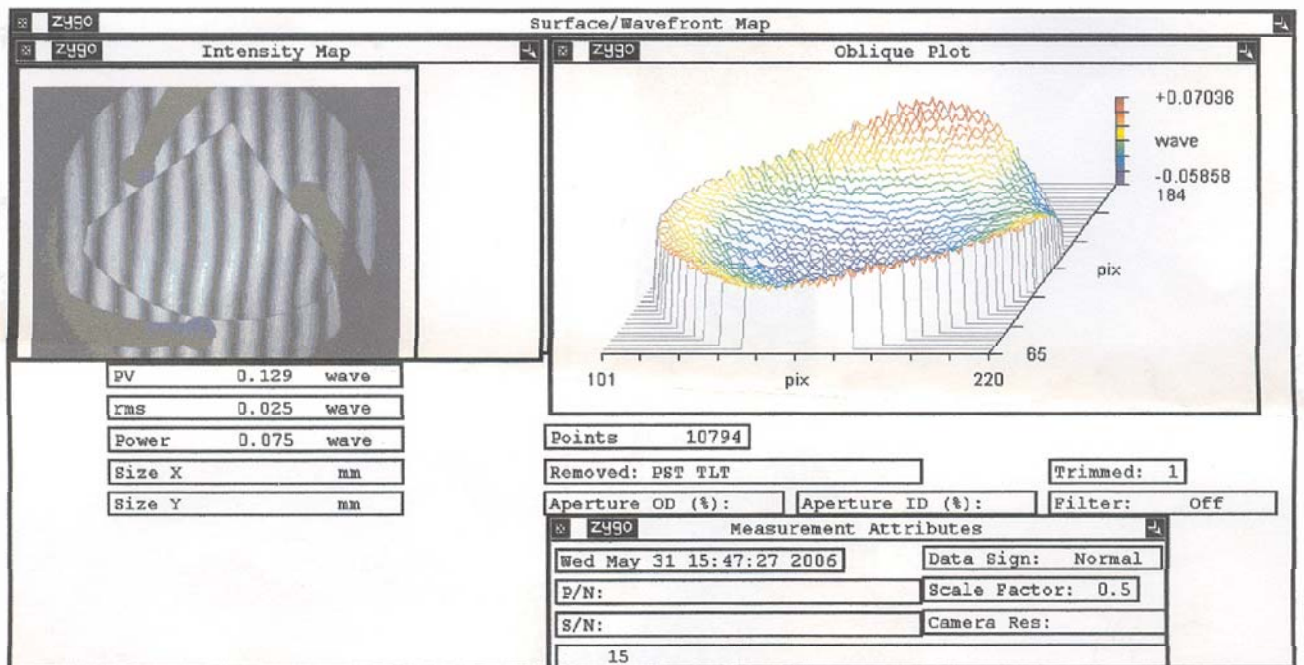 zygo Surface/Wavefront Map
zygo Intensity Map
zygo Oblique Plot
+0.07036
wave
-0.05858
184
pix
65
101 pix 220
PV 0.129 wave
rms 0.025 wave
Power 0.075 wave
Size X mm
Size Y mm
Points 10794
Removed: PST TLT
Trimmed: 1
Aperture OD (%):
Aperture ID (%):
Filter: Off
zygo Measurement Attributes
Wed May 31 15:47:27 2006
Data Sign: Normal
P/N:
Scale Factor: 0.5
S/N:
Camera Res:
15